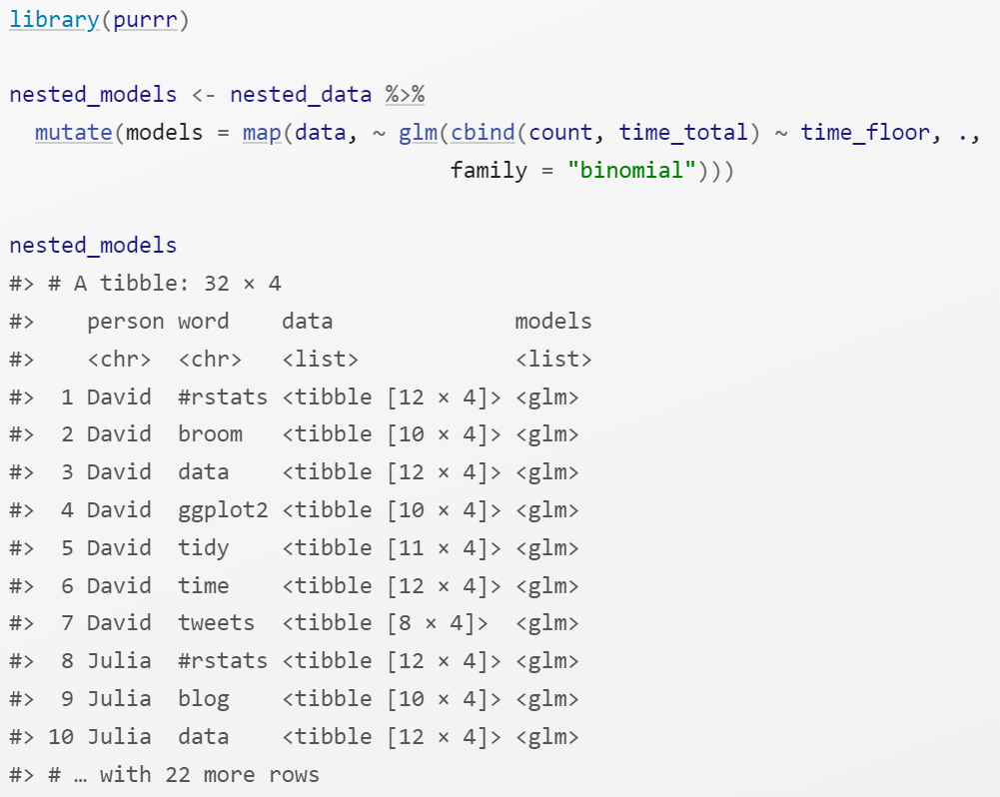 library(purrr)

nested_models <- nested_data %>%
  mutate(models = map(data, ~ glm(cbind(count, time_total) ~ time_floor, .,
                                  family = "binomial")))

nested_models
#> # A tibble: 32 × 4
#>    person word    data              models
#>    <chr>  <chr>   <list>            <list>
#>  1 David  #rstats <tibble [12 × 4]> <glm>
#>  2 David  broom   <tibble [10 × 4]> <glm>
#>  3 David  data    <tibble [12 × 4]> <glm>
#>  4 David  ggplot2 <tibble [10 × 4]> <glm>
#>  5 David  tidy    <tibble [11 × 4]> <glm>
#>  6 David  time    <tibble [12 × 4]> <glm>
#>  7 David  tweets  <tibble [8 × 4]>  <glm>
#>  8 Julia  #rstats <tibble [12 × 4]> <glm>
#>  9 Julia  blog    <tibble [10 × 4]> <glm>
#> 10 Julia  data    <tibble [12 × 4]> <glm>
#> # … with 22 more rows